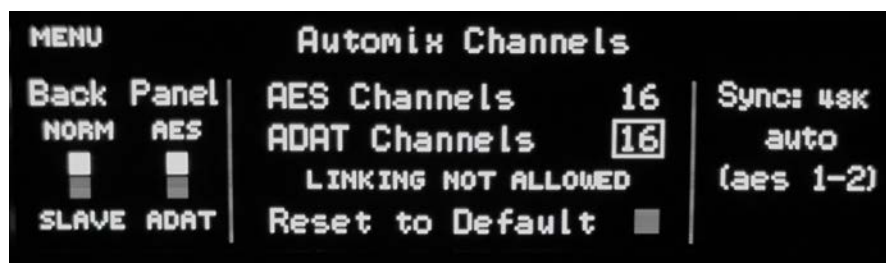 MENU
Automix Channels
Back Panel
NORM AES
SLAVE ADAT
AES Channels 16
ADAT Channels 16
LINKING NOT ALLOWED
Reset to Default
Sync: 48K
auto
(aes 1-2)